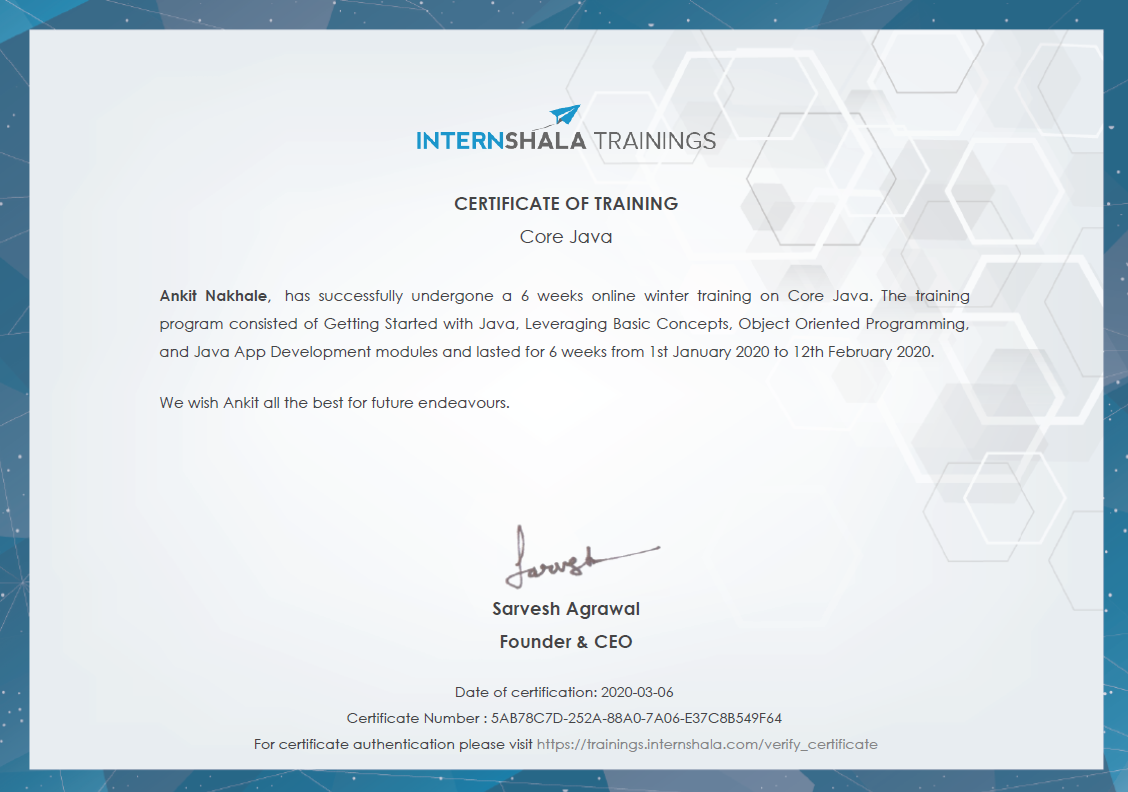 INTERNSHALA TRAININGS
CERTIFICATE OF TRAINING
Core Java
Ankit Nakhale, has successfully undergone a 6 weeks online winter training on Core Java. The training
program consisted of Getting Started with Java, Leveraging Basic Concepts, Object Oriented Programming,
and Java App Development modules and lasted for 6 weeks from 1st January 2020 to 12th February 2020.
We wish Ankit all the best for future endeavours.
Sarvesh
Sarvesh Agrawal
Founder & CEO
Date of certification: 2020-03-06
Certificate Number : 5AB78C7D-252A-88A0-7A06-E37C8B549F64
For certificate authentication please visit https://trainings.internshala.com/verify_certificate